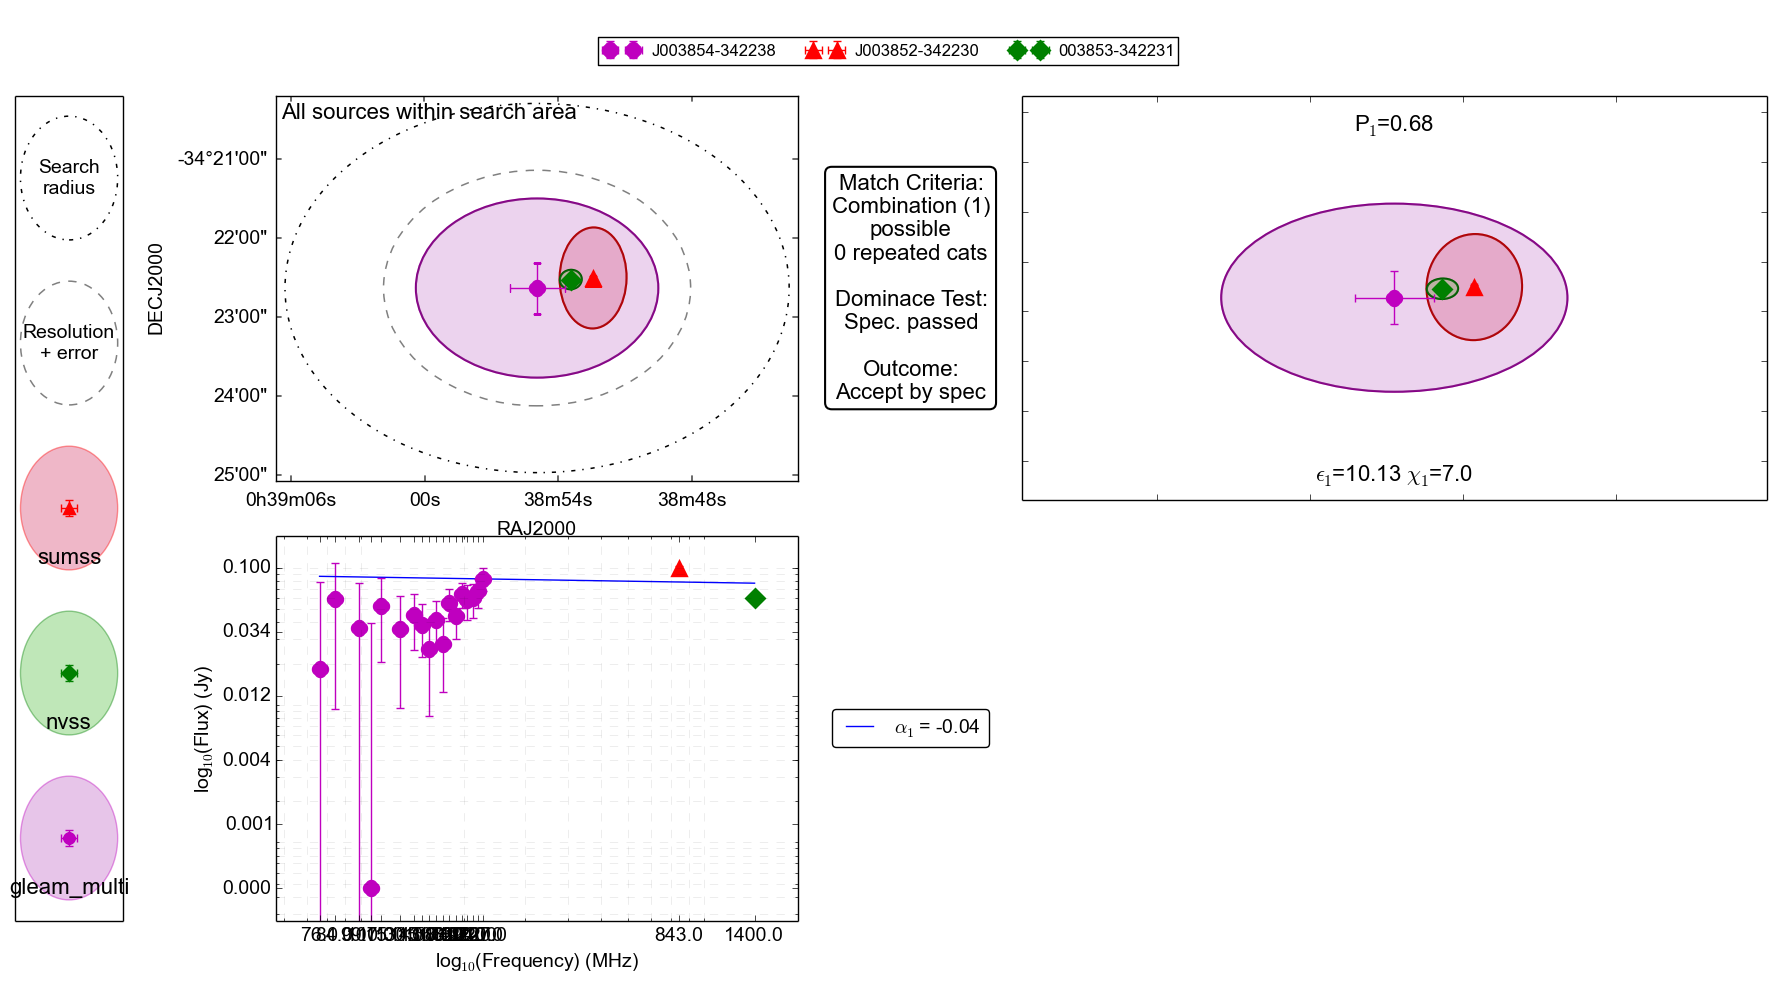 J003854-342238 J003852-342230 003853-342231
Search
radius
Resolution
+ error
sumss
nvss
gleam_multi
All sources within search area
DECJ2000
-34°21'00"
22'00"
23'00"
24'00"
25'00"
0h39m06s 00s 38m54s 38m48s
RAJ2000
Match Criteria:
Combination (1)
possible
0 repeated cats
Dominace Test:
Spec. passed
Outcome:
Accept by spec
P1=0.68
ϵ1=10.13 χ1=7.0
log10(Flux) (Jy)
0.100
0.034
0.012
0.004
0.001
0.000
843.0 1400.0
log10(Frequency) (MHz)
α1 = -0.04